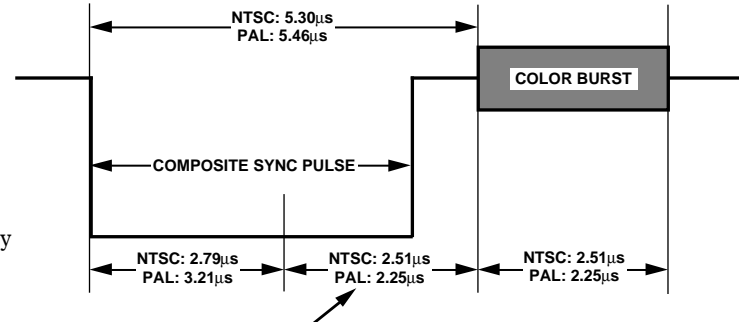 NTSC: 5.30μs
PAL: 5.46μs
COLOR BURST
COMPOSITE SYNC PULSE
y
NTSC: 2.79μs
PAL: 3.21μs
NTSC: 2.51μs
PAL: 2.25μs
NTSC: 2.51μs
PAL: 2.25μs